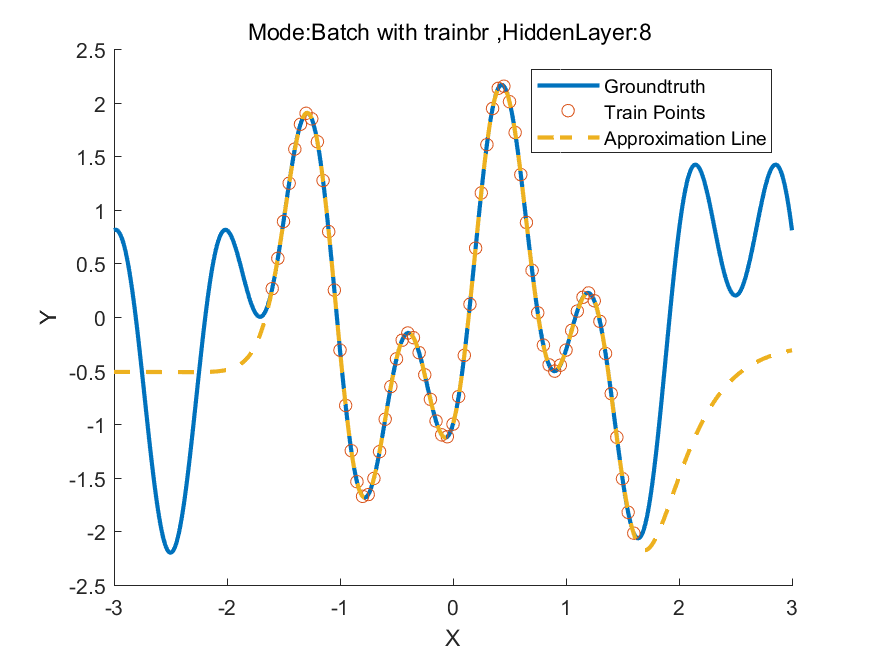 Mode:Batch with trainbr ,HiddenLayer:8
2.5
2
1.5
1
0.5
0
-0.5
-1
-1.5
-2
-2.5
Y
Groundtruth
Train Points
Approximation Line
-3 -2 -1 0 1 2 3
X